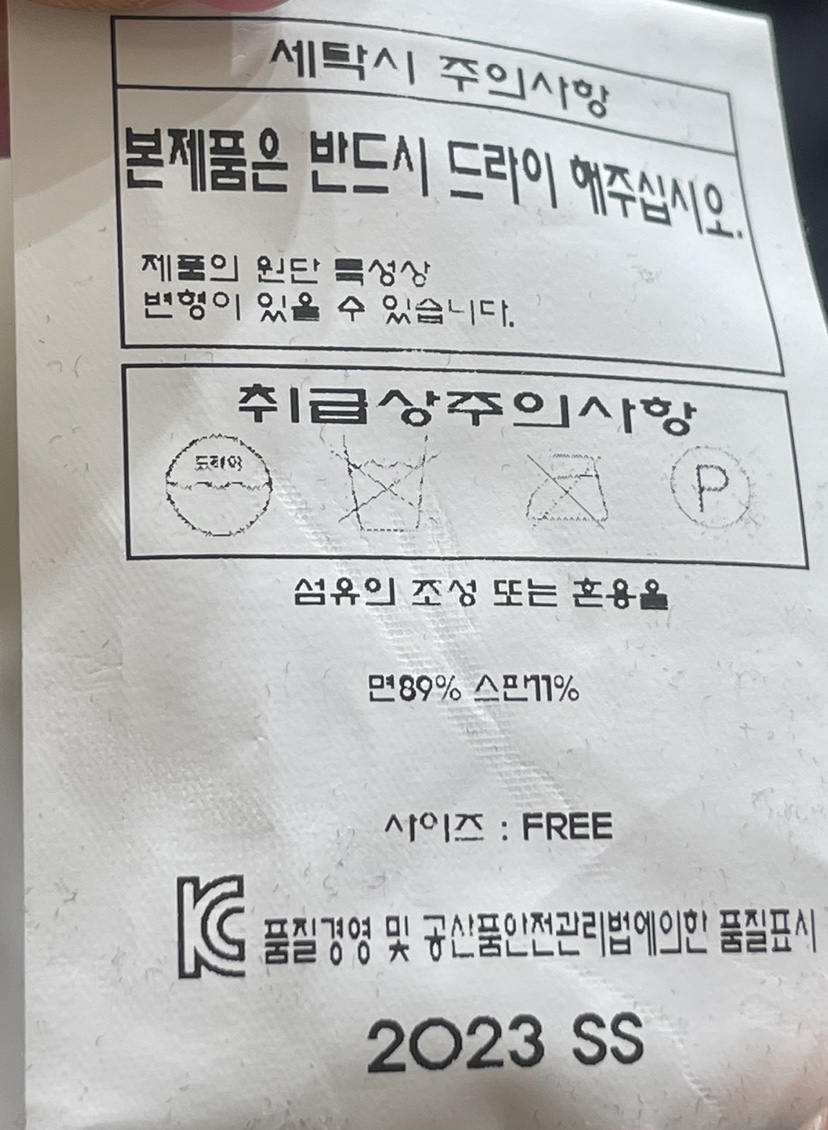 세탁시 주의사항
본제품은 반드시 드라이 해주십시오.
제품의 원단 특성상
변형이 있을 수 있습니다.
취급상주의사항
드라이
P
섬유의 조성 또는 혼용율
면89% 스판11%
사이즈 : FREE
KC 품질경영 및 공산품안전관리법에의한 품질표시
2023 SS